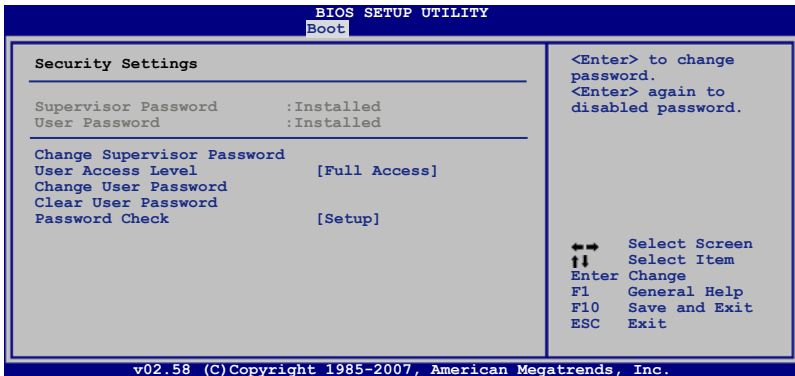 BIOS SETUP UTILITY
Boot
Security Settings
Supervisor Password :Installed
User Password :Installed
Change Supervisor Password
User Access Level [Full Access]
Change User Password
Clear User Password
Password Check [Setup]
<Enter> to change
password.
<Enter> again to
disabled password.
Select Screen
Select Item
Enter Change
F1 General Help
F10 Save and Exit
ESC Exit
v02.58 (C)Copyright 1985-2007, American Megatrends, Inc.